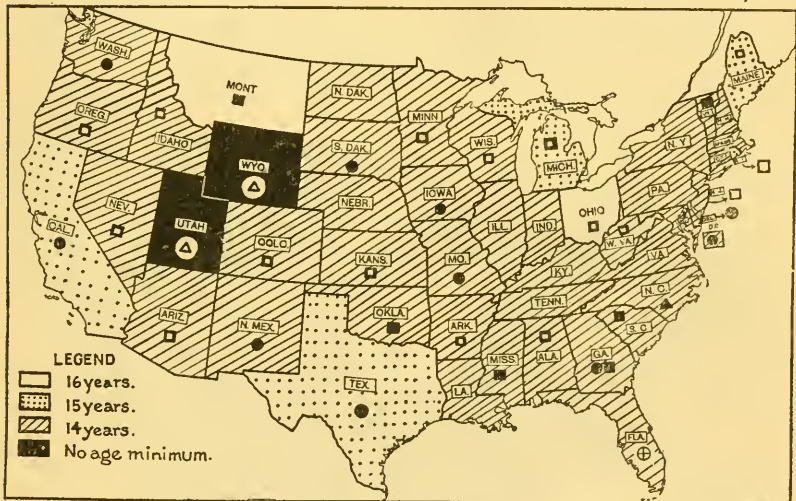 WASH.
MONT
N. DAK.
MINN
MAINE
OREG.
IDAHO
S. DAK.
WIS.
MICH.
N.Y
WYO.
NEV.
UTAH
NEBR.
IOWA
PA.
CAL.
COLO.
KANS.
MO.
ILL.
IND.
OHIO
W. VA.
VA.
KY.
ARIZ
N. MEX.
OKLA.
ARK.
TENN.
N. C.
S. C.
TEX.
LA.
MISS.
ALA.
GA.
FLA.
LEGEND
16 years.
15 years.
14 years.
No age minimum.